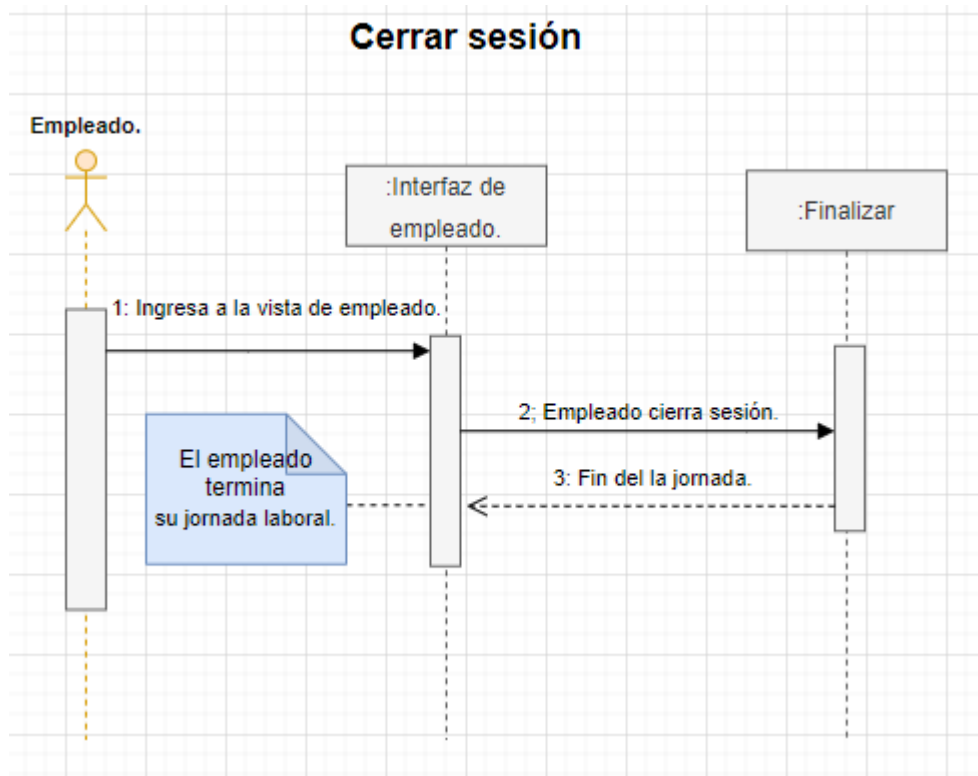 Cerrar sesión
Empleado.
:Interfaz de
empleado.
:Finalizar
1: Ingresa a la vista de empleado.
2; Empleado cierra sesión.
El empleado
termina
su jornada laboral.
3: Fin del la jornada.